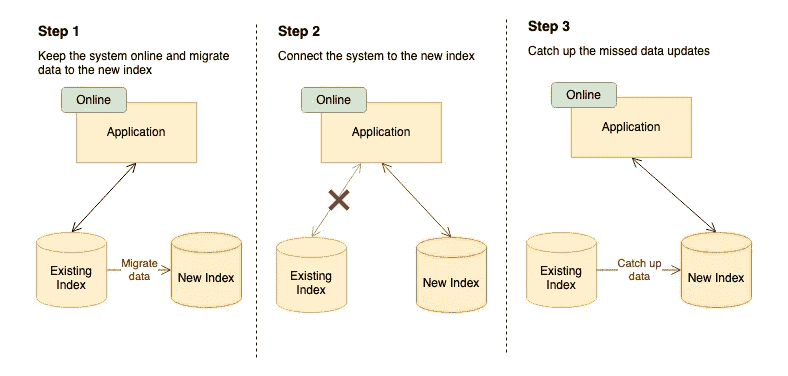 Step 1
Keep the system online and migrate
data to the new index
Online
Application
Existing
Index
Migrate
data
New Index
Step 2
Connect the system to the new index
Online
Application
Existing
Index
New Index
Step 3
Catch up the missed data updates
Online
Application
Existing
Index
Catch up
data
New Index